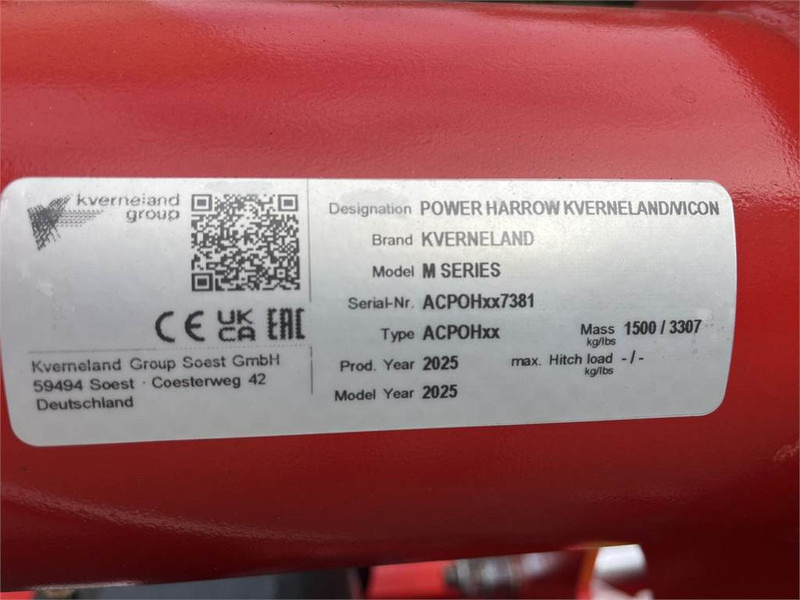 kverneland
group
CE UK CA EAC
Kverneland Group Soest GmbH
59494 Soest · Coesterweg 42
Deutschland
Designation POWER HARROW KVERNELAND/VICON
Brand KVERNELAND
Model M SERIES
Serial-Nr. ACPOHxx7381
Type ACPOHxx Mass kg/lbs 1500 / 3307
Prod. Year 2025 max. Hitch load kg/lbs - / -
Model Year 2025